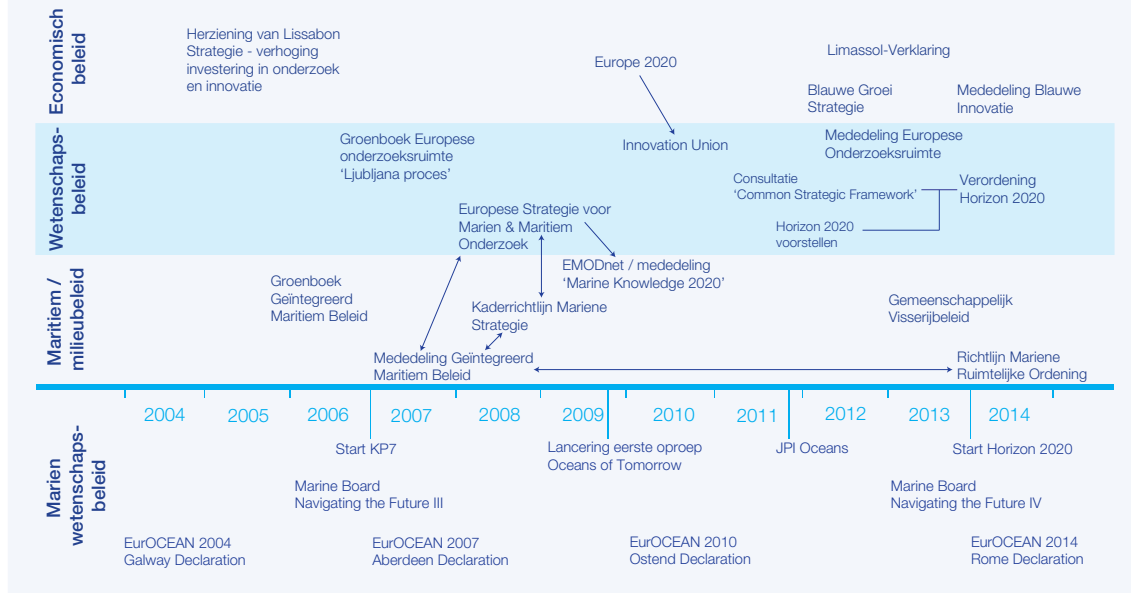 Economisch
beleid
Herziening van Lissabon
Strategie - verhoging
investering in onderzoek
en innovatie
Europe 2020
Limassol-Verklaring
Blauwe Groei
Strategie
Mededeling Blauwe
Innovatie
Wetenschaps-
beleid
Groenboek Europese
onderzoeksruimte
‘Ljubljana proces’
Innovation Union
Mededeling Europese
Onderzoeksruimte
Consultatie
‘Common Strategic Framework’
Verordening
Horizon 2020
Horizon 2020
voorstellen
Europese Strategie voor
Marien & Maritiem
Onderzoek
Maritiem /
milieubeleid
EMODnet / mededeling
‘Marine Knowledge 2020’
Groenboek
Geïntegreerd
Maritiem Beleid
Kaderrichtlijn Mariene
Strategie
Gemeenschappelijk
Visserijbeleid
Mededeling Geïntegreerd
Maritiem Beleid
Richtlijn Mariene
Ruimtelijke Ordening
2004 2005 2006 2007 2008 2009 2010 2011 2012 2013 2014
Marien
wetenschaps-
beleid
Start KP7
Lancering eerste oproep
Oceans of Tomorrow
JPI Oceans
Start Horizon 2020
Marine Board
Navigating the Future III
Marine Board
Navigating the Future IV
EurOCEAN 2004
Galway Declaration
EurOCEAN 2007
Aberdeen Declaration
EurOCEAN 2010
Ostend Declaration
EurOCEAN 2014
Rome Declaration